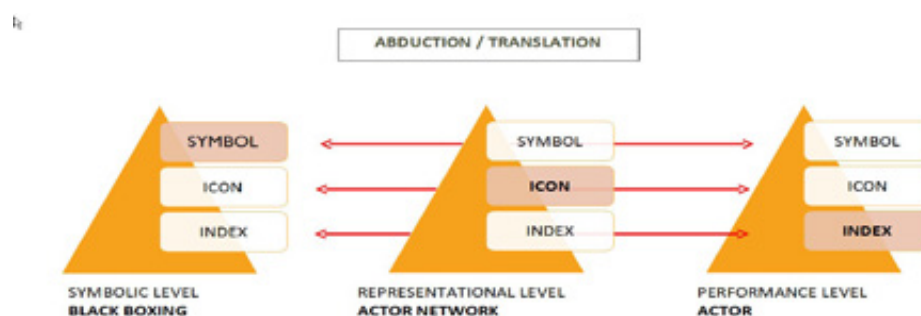 ABDUCTION / TRANSLATION
SYMBOL
ICON
INDEX
SYMBOLIC LEVEL
BLACK BOXING
SYMBOL
ICON
INDEX
REPRESENTATIONAL LEVEL
ACTOR NETWORK
SYMBOL
ICON
INDEX
PERFORMANCE LEVEL
ACTOR